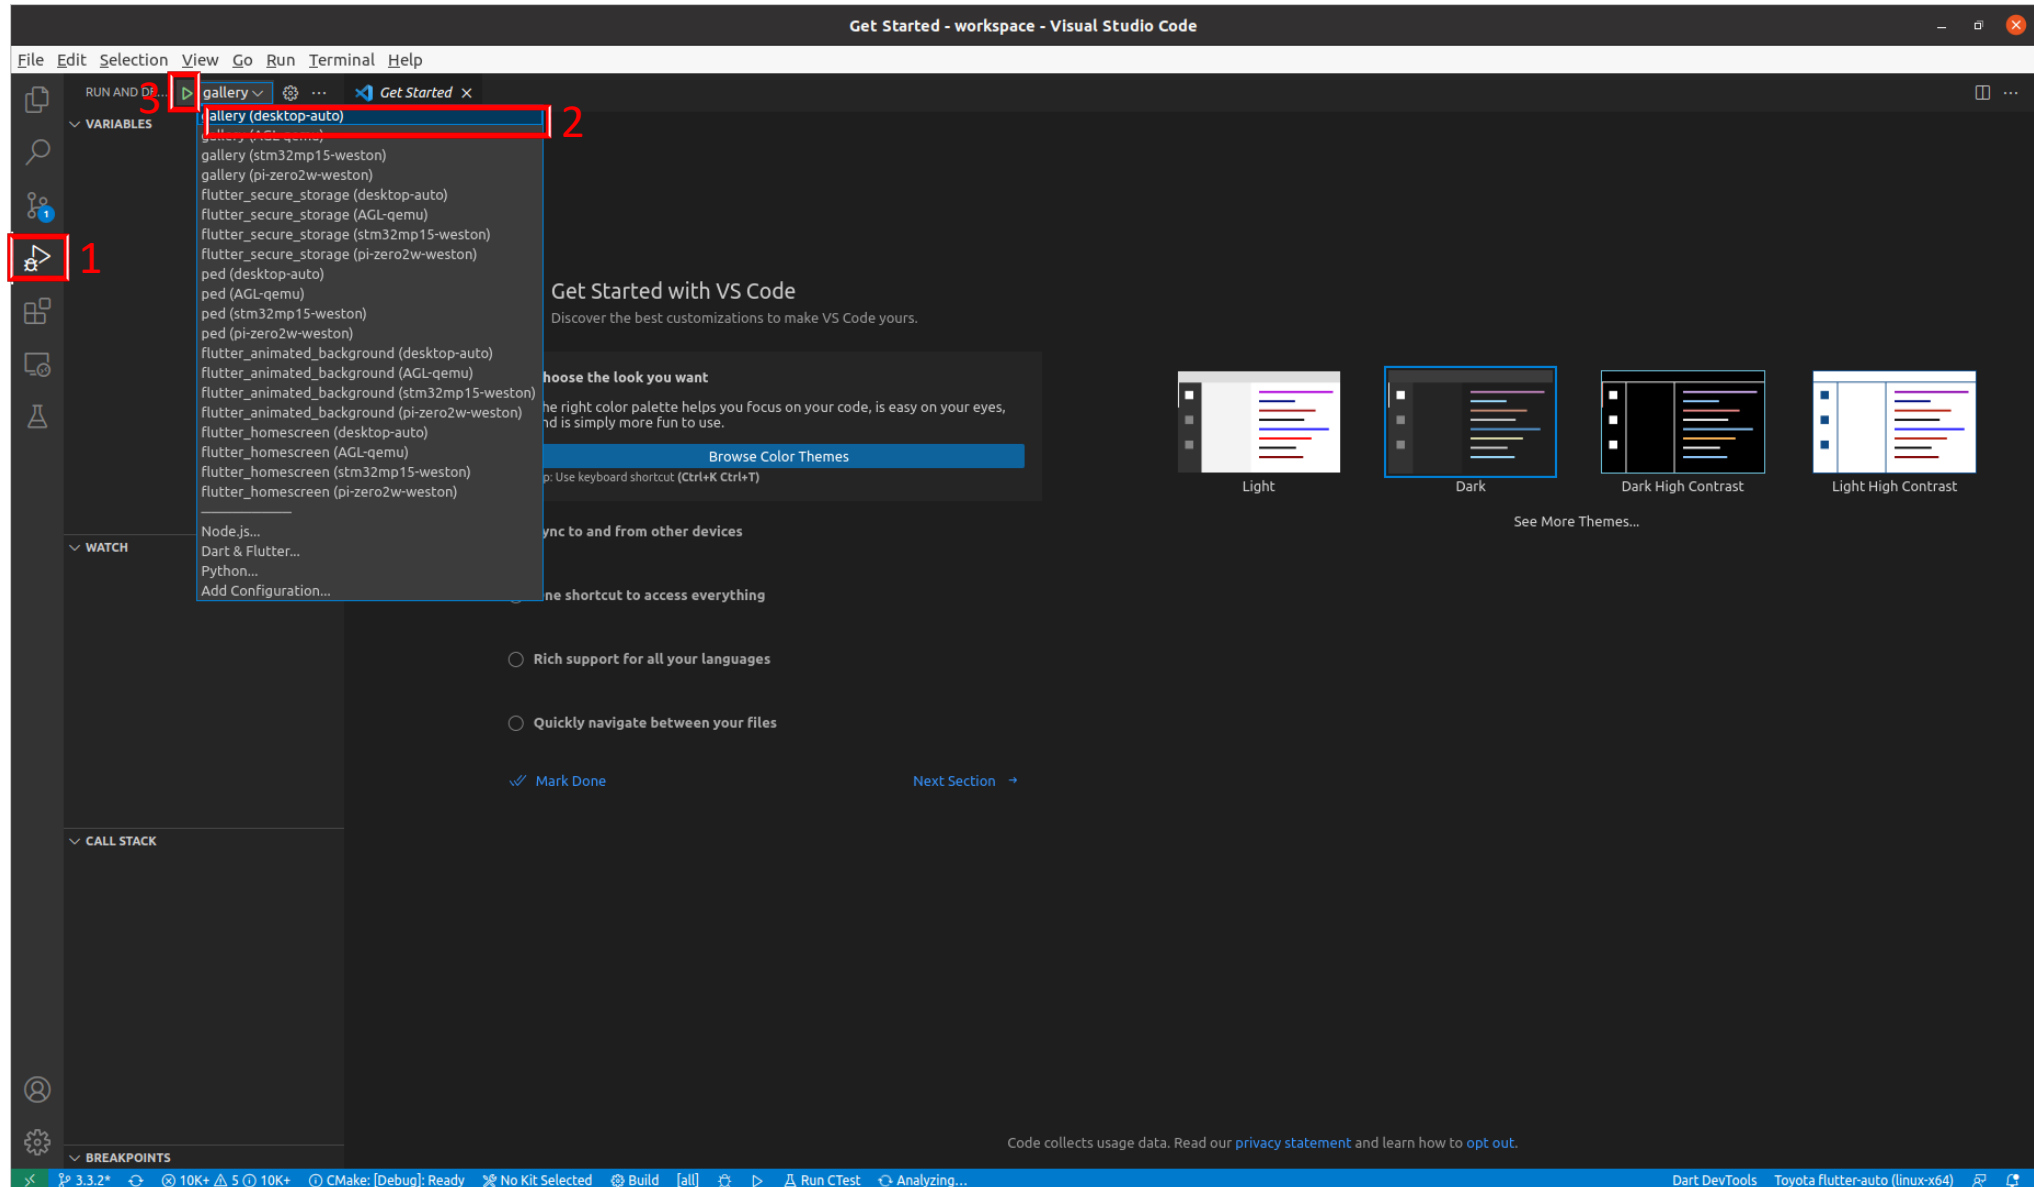 Get Started - workspace - Visual Studio Code
File Edit Selection View Go Run Terminal Help
RUN AND DE... 3 gallery ··· Get Started
VARIABLES
gallery (desktop-auto) 2
gallery (AGL-qemu)
gallery (stm32mp15-weston)
gallery (pi-zero2w-weston)
flutter_secure_storage (desktop-auto)
1
flutter_secure_storage (AGL-qemu)
flutter_secure_storage (stm32mp15-weston)
1
flutter_secure_storage (pi-zero2w-weston)
ped (desktop-auto)
ped (AGL-qemu)
ped (stm32mp15-weston)
ped (pi-zero2w-weston)
flutter_animated_background (desktop-auto)
flutter_animated_background (AGL-qemu)
flutter_animated_background (stm32mp15-weston)
flutter_animated_background (pi-zero2w-weston)
flutter_homescreen (desktop-auto)
flutter_homescreen (AGL-qemu)
flutter_homescreen (stm32mp15-weston)
flutter_homescreen (pi-zero2w-weston)
Node.js...
Dart & Flutter...
Python...
Add Configuration...
WATCH
CALL STACK
BREAKPOINTS
Get Started with VS Code
Discover the best customizations to make VS Code yours.
hoose the look you want
he right color palette helps you focus on your code, is easy on your eyes,
nd is simply more fun to use.
Browse Color Themes
p: Use keyboard shortcut (Ctrl+K Ctrl+T)
ync to and from other devices
ne shortcut to access everything
Rich support for all your languages
Quickly navigate between your files
Mark Done Next Section
Light Dark Dark High Contrast Light High Contrast
See More Themes...
Code collects usage data. Read our privacy statement and learn how to opt out.
3.3.2* 10K+ 5 10K+ CMake: [Debug]: Ready No Kit Selected Build [all] Run CTest Analyzing... Dart DevTools Toyota flutter-auto (linux-x64)